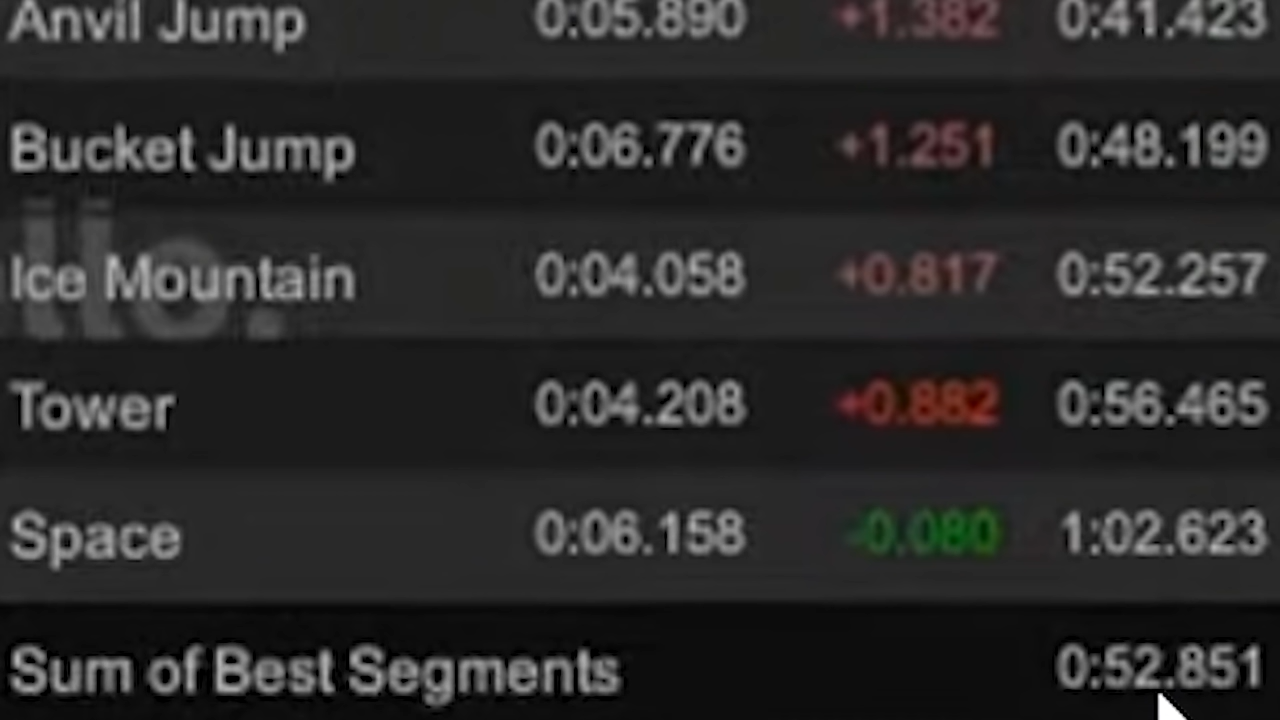 Anvil Jump 0:05.890 +1.382 0:41.423
Bucket Jump 0:06.776 +1.251 0:48.199
Ice Mountain 0:04.058 +0.817 0:52.257
llo.
Tower 0:04.208 +0.882 0:56.465
Space 0:06.158 -0.080 1:02.623
Sum of Best Segments 0:52.851